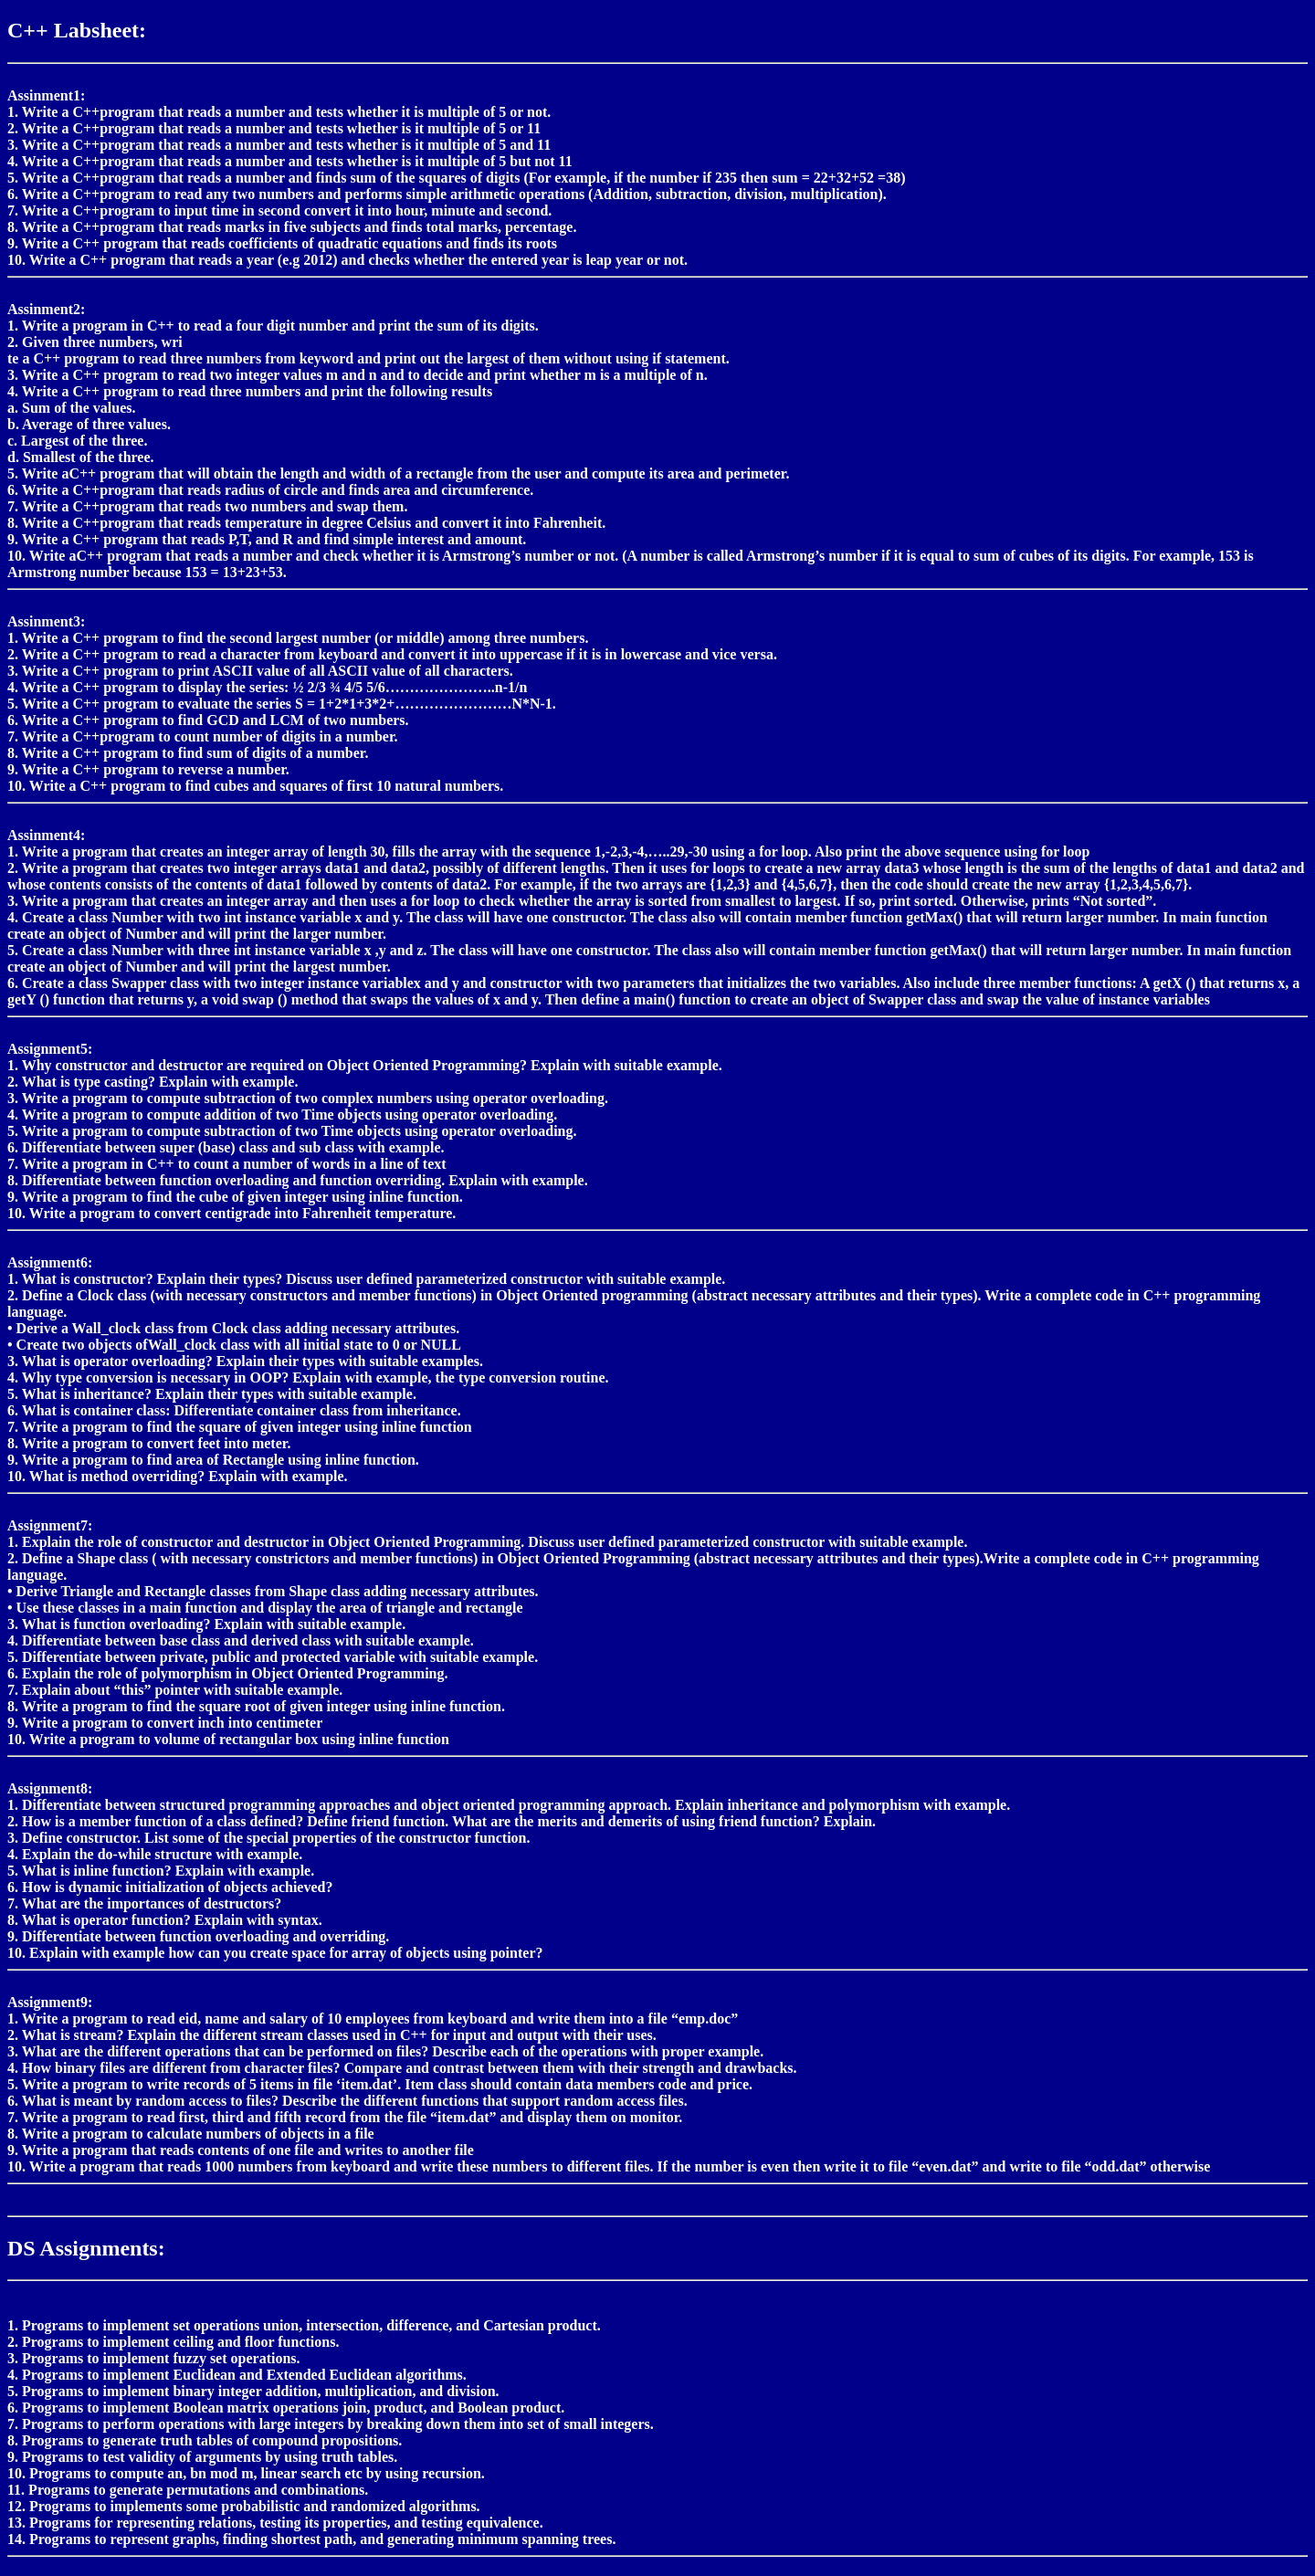 C++ Labsheet:
Assinment1:
1. Write a C++program that reads a number and tests whether it is multiple of 5 or not.
2. Write a C++program that reads a number and tests whether is it multiple of 5 or 11
3. Write a C++program that reads a number and tests whether is it multiple of 5 and 11
4. Write a C++program that reads a number and tests whether is it multiple of 5 but not 11
5. Write a C++program that reads a number and finds sum of the squares of digits (For example, if the number if 235 then sum = 22+32+52 =38)
6. Write a C++program to read any two numbers and performs simple arithmetic operations (Addition, subtraction, division, multiplication).
7. Write a C++program to input time in second convert it into hour, minute and second.
8. Write a C++program that reads marks in five subjects and finds total marks, percentage.
9. Write a C++ program that reads coefficients of quadratic equations and finds its roots
10. Write a C++ program that reads a year (e.g 2012) and checks whether the entered year is leap year or not.
Assinment2:
1. Write a program in C++ to read a four digit number and print the sum of its digits.
2. Given three numbers, wri
te a C++ program to read three numbers from keyword and print out the largest of them without using if statement.
3. Write a C++ program to read two integer values m and n and to decide and print whether m is a multiple of n.
4. Write a C++ program to read three numbers and print the following results
a. Sum of the values.
b. Average of three values.
c. Largest of the three.
d. Smallest of the three.
5. Write aC++ program that will obtain the length and width of a rectangle from the user and compute its area and perimeter.
6. Write a C++program that reads radius of circle and finds area and circumference.
7. Write a C++program that reads two numbers and swap them.
8. Write a C++program that reads temperature in degree Celsius and convert it into Fahrenheit.
9. Write a C++ program that reads P,T, and R and find simple interest and amount.
10. Write aC++ program that reads a number and check whether it is Armstrong’s number or not. (A number is called Armstrong’s number if it is equal to sum of cubes of its digits. For example, 153 is
Armstrong number because 153 = 13+23+53.
Assinment3:
1. Write a C++ program to find the second largest number (or middle) among three numbers.
2. Write a C++ program to read a character from keyboard and convert it into uppercase if it is in lowercase and vice versa.
3. Write a C++ program to print ASCII value of all ASCII value of all characters.
4. Write a C++ program to display the series: ½ 2/3 ¾ 4/5 5/6…………………..n-1/n
5. Write a C++ program to evaluate the series S = 1+2*1+3*2+……………………N*N-1.
6. Write a C++ program to find GCD and LCM of two numbers.
7. Write a C++program to count number of digits in a number.
8. Write a C++ program to find sum of digits of a number.
9. Write a C++ program to reverse a number.
10. Write a C++ program to find cubes and squares of first 10 natural numbers.
Assinment4:
1. Write a program that creates an integer array of length 30, fills the array with the sequence 1,-2,3,-4,…..29,-30 using a for loop. Also print the above sequence using for loop
2. Write a program that creates two integer arrays data1 and data2, possibly of different lengths. Then it uses for loops to create a new array data3 whose length is the sum of the lengths of data1 and data2 and
whose contents consists of the contents of data1 followed by contents of data2. For example, if the two arrays are {1,2,3} and {4,5,6,7}, then the code should create the new array {1,2,3,4,5,6,7}.
3. Write a program that creates an integer array and then uses a for loop to check whether the array is sorted from smallest to largest. If so, print sorted. Otherwise, prints “Not sorted”.
4. Create a class Number with two int instance variable x and y. The class will have one constructor. The class also will contain member function getMax() that will return larger number. In main function
create an object of Number and will print the larger number.
5. Create a class Number with three int instance variable x ,y and z. The class will have one constructor. The class also will contain member function getMax() that will return larger number. In main function
create an object of Number and will print the largest number.
6. Create a class Swapper class with two integer instance variablex and y and constructor with two parameters that initializes the two variables. Also include three member functions: A getX () that returns x, a
getY () function that returns y, a void swap () method that swaps the values of x and y. Then define a main() function to create an object of Swapper class and swap the value of instance variables
Assignment5:
1. Why constructor and destructor are required on Object Oriented Programming? Explain with suitable example.
2. What is type casting? Explain with example.
3. Write a program to compute subtraction of two complex numbers using operator overloading.
4. Write a program to compute addition of two Time objects using operator overloading.
5. Write a program to compute subtraction of two Time objects using operator overloading.
6. Differentiate between super (base) class and sub class with example.
7. Write a program in C++ to count a number of words in a line of text
8. Differentiate between function overloading and function overriding. Explain with example.
9. Write a program to find the cube of given integer using inline function.
10. Write a program to convert centigrade into Fahrenheit temperature.
Assignment6:
1. What is constructor? Explain their types? Discuss user defined parameterized constructor with suitable example.
2. Define a Clock class (with necessary constructors and member functions) in Object Oriented programming (abstract necessary attributes and their types). Write a complete code in C++ programming
language.
• Derive a Wall_clock class from Clock class adding necessary attributes.
• Create two objects ofWall_clock class with all initial state to 0 or NULL
3. What is operator overloading? Explain their types with suitable examples.
4. Why type conversion is necessary in OOP? Explain with example, the type conversion routine.
5. What is inheritance? Explain their types with suitable example.
6. What is container class: Differentiate container class from inheritance.
7. Write a program to find the square of given integer using inline function
8. Write a program to convert feet into meter.
9. Write a program to find area of Rectangle using inline function.
10. What is method overriding? Explain with example.
Assignment7:
1. Explain the role of constructor and destructor in Object Oriented Programming. Discuss user defined parameterized constructor with suitable example.
2. Define a Shape class ( with necessary constrictors and member functions) in Object Oriented Programming (abstract necessary attributes and their types).Write a complete code in C++ programming
language.
• Derive Triangle and Rectangle classes from Shape class adding necessary attributes.
• Use these classes in a main function and display the area of triangle and rectangle
3. What is function overloading? Explain with suitable example.
4. Differentiate between base class and derived class with suitable example.
5. Differentiate between private, public and protected variable with suitable example.
6. Explain the role of polymorphism in Object Oriented Programming.
7. Explain about “this” pointer with suitable example.
8. Write a program to find the square root of given integer using inline function.
9. Write a program to convert inch into centimeter
10. Write a program to volume of rectangular box using inline function
Assignment8:
1. Differentiate between structured programming approaches and object oriented programming approach. Explain inheritance and polymorphism with example.
2. How is a member function of a class defined? Define friend function. What are the merits and demerits of using friend function? Explain.
3. Define constructor. List some of the special properties of the constructor function.
4. Explain the do-while structure with example.
5. What is inline function? Explain with example.
6. How is dynamic initialization of objects achieved?
7. What are the importances of destructors?
8. What is operator function? Explain with syntax.
9. Differentiate between function overloading and overriding.
10. Explain with example how can you create space for array of objects using pointer?
Assignment9:
1. Write a program to read eid, name and salary of 10 employees from keyboard and write them into a file “emp.doc”
2. What is stream? Explain the different stream classes used in C++ for input and output with their uses.
3. What are the different operations that can be performed on files? Describe each of the operations with proper example.
4. How binary files are different from character files? Compare and contrast between them with their strength and drawbacks.
5. Write a program to write records of 5 items in file ‘item.dat’. Item class should contain data members code and price.
6. What is meant by random access to files? Describe the different functions that support random access files.
7. Write a program to read first, third and fifth record from the file “item.dat” and display them on monitor.
8. Write a program to calculate numbers of objects in a file
9. Write a program that reads contents of one file and writes to another file
10. Write a program that reads 1000 numbers from keyboard and write these numbers to different files. If the number is even then write it to file “even.dat” and write to file “odd.dat” otherwise
DS Assignments:
1. Programs to implement set operations union, intersection, difference, and Cartesian product.
2. Programs to implement ceiling and floor functions.
3. Programs to implement fuzzy set operations.
4. Programs to implement Euclidean and Extended Euclidean algorithms.
5. Programs to implement binary integer addition, multiplication, and division.
6. Programs to implement Boolean matrix operations join, product, and Boolean product.
7. Programs to perform operations with large integers by breaking down them into set of small integers.
8. Programs to generate truth tables of compound propositions.
9. Programs to test validity of arguments by using truth tables.
10. Programs to compute an, bn mod m, linear search etc by using recursion.
11. Programs to generate permutations and combinations.
12. Programs to implements some probabilistic and randomized algorithms.
13. Programs for representing relations, testing its properties, and testing equivalence.
14. Programs to represent graphs, finding shortest path, and generating minimum spanning trees.